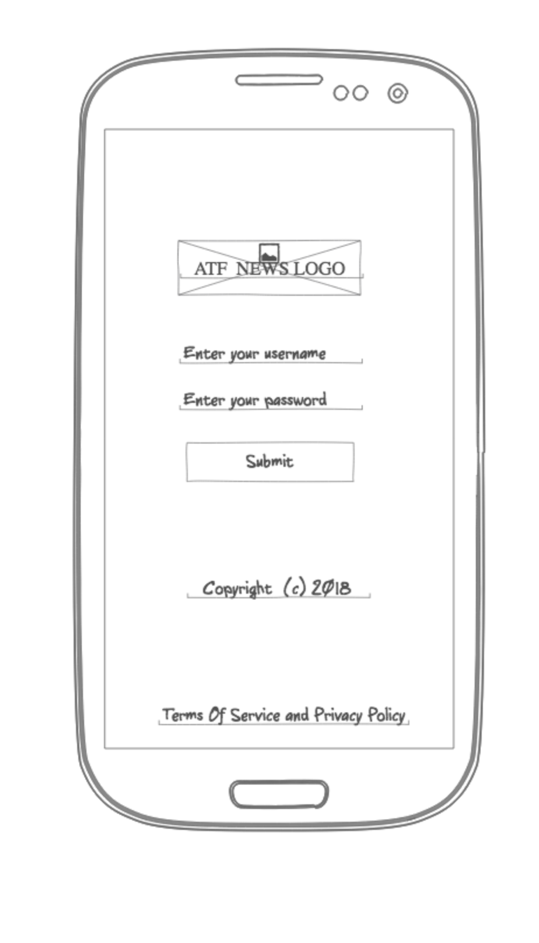 ATF NEWS LOGO
Enter your username
Enter your password
Submit
Copyright (c) 2018
Terms Of Service and Privacy Policy